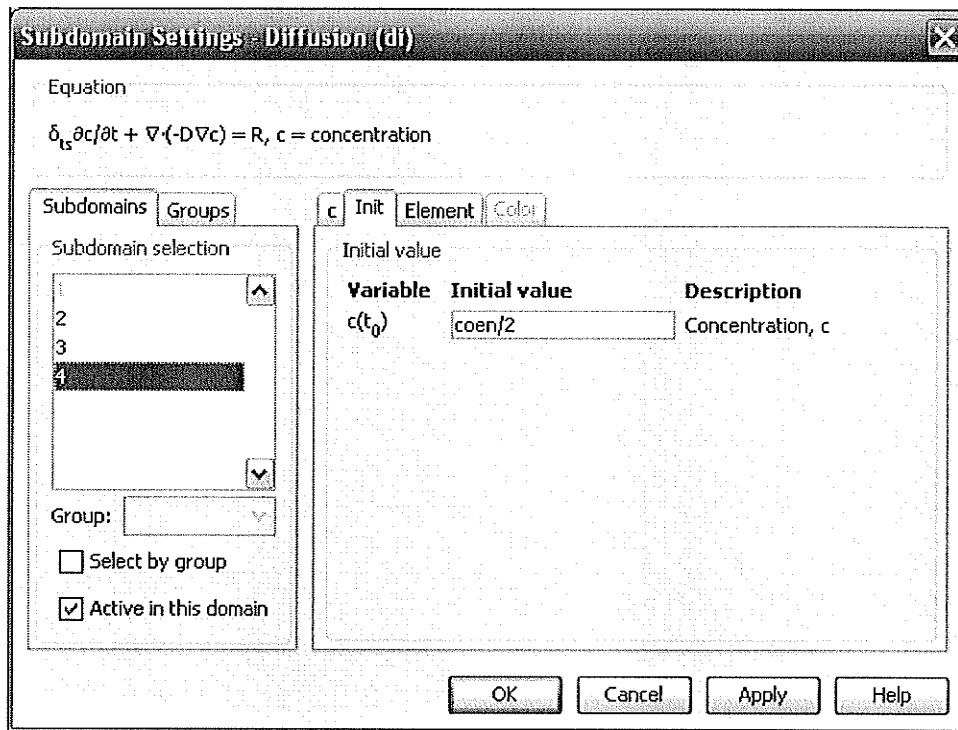 Subdomain Settings - Diffusion (di)
Equation
δts∂c/∂t + ∇·(-D∇c) = R, c = concentration
Subdomains Groups
c Init Element Color
Subdomain selection
1
2
3
4
Group:
Select by group
Active in this domain
Initial value
Variable Initial value Description
c(t0) coen/2 Concentration, c
OK Cancel Apply Help